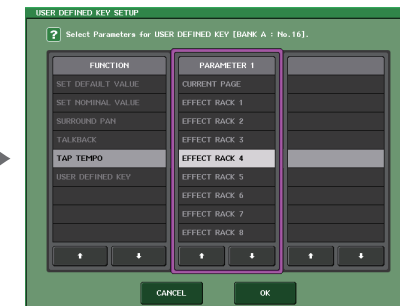 USER DEFINED KEY SETUP
? Select Parameters for USER DEFINED KEY [BANK A : No.16].
FUNCTION
SET DEFAULT VALUE
SET NOMINAL VALUE
SURROUND PAN
TALKBACK
TAP TEMPO
USER DEFINED KEY
PARAMETER 1
CURRENT PAGE
EFFECT RACK 1
EFFECT RACK 2
EFFECT RACK 3
EFFECT RACK 4
EFFECT RACK 5
EFFECT RACK 6
EFFECT RACK 7
EFFECT RACK 8
CANCEL
OK